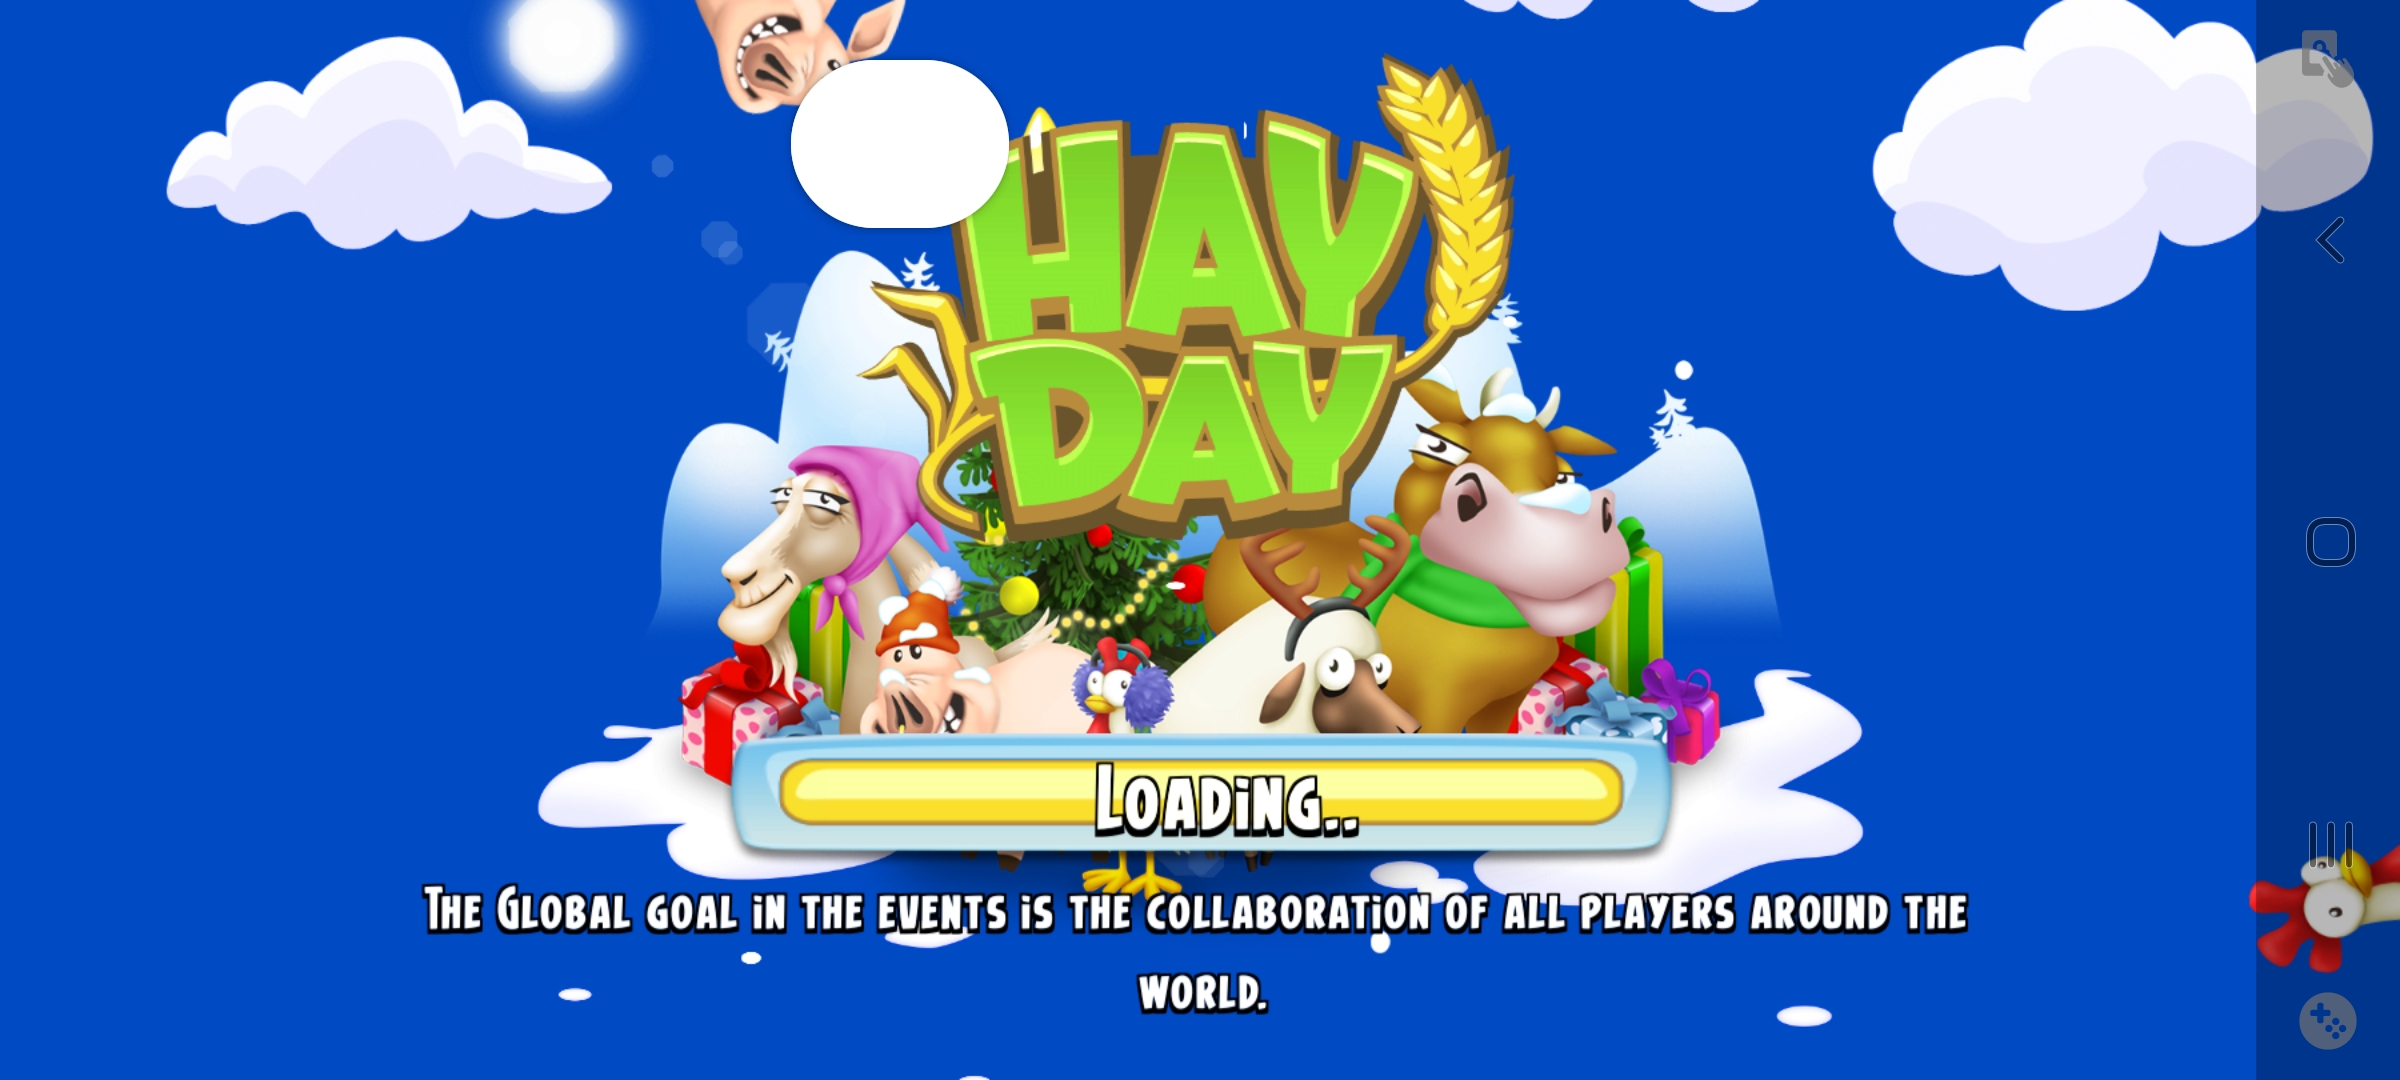 HAY
DAY
LOADiNG..
THE GLOBAL GOAL iN THE EVENTS iS THE COLLABORATiON OF ALL PLAYERS AROUND THE
WORLD.